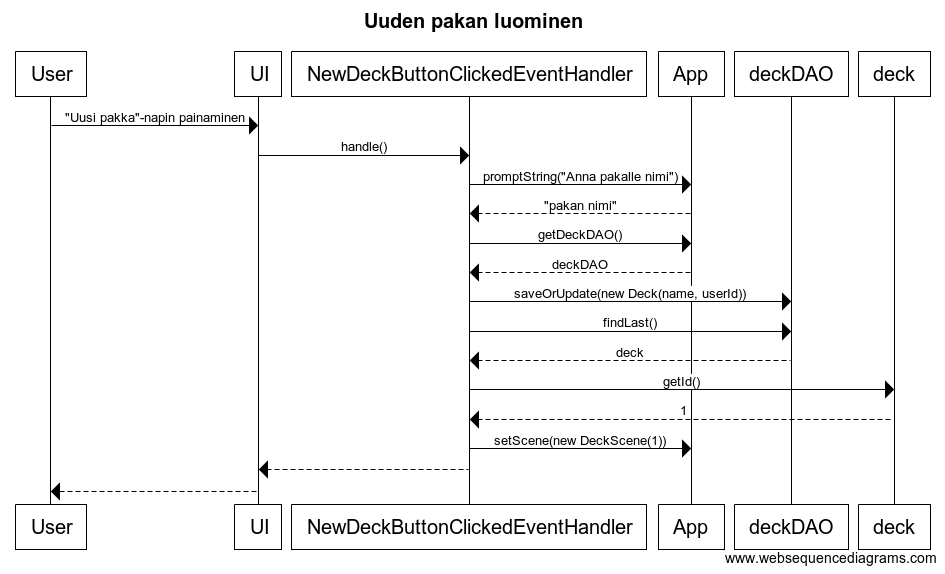 Uuden pakan luominen
User UI NewDeckButtonClickedEventHandler App deckDAO deck
"Uusi pakka"-napin painaminen
handle()
promptString("Anna pakalle nimi")
"pakan nimi"
getDeckDAO()
deckDAO
saveOrUpdate(new Deck(name, userId))
findLast()
deck
getId()
1
setScene(new DeckScene(1))
User UI NewDeckButtonClickedEventHandler App deckDAO deck
www.websequencediagrams.com